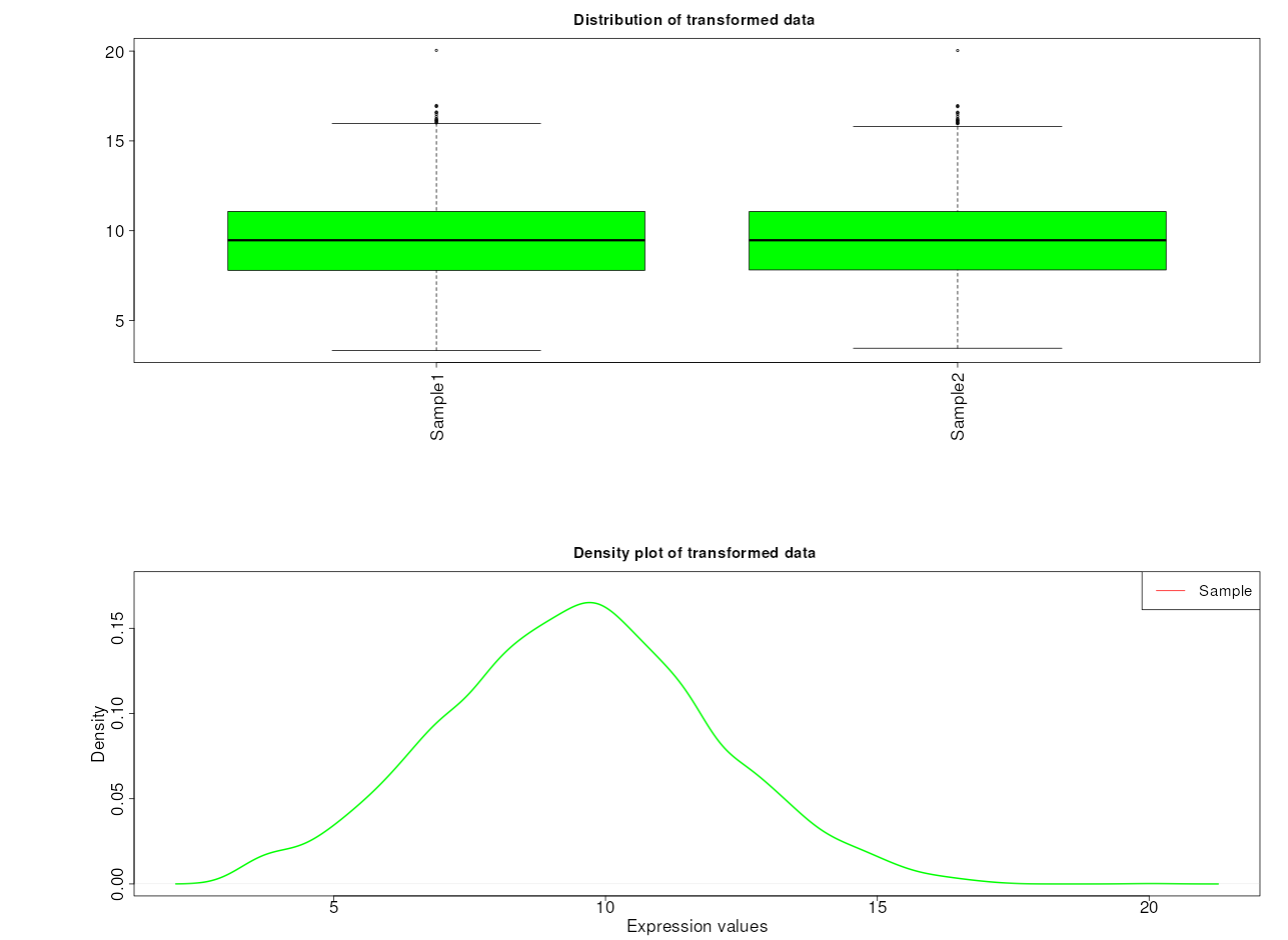 Distribution of transformed data
20
15
10
5
Sample1
Sample2
Density plot of transformed data
Sample
0.15
0.10
0.05
0.00
Density
5
10
15
20
Expression values